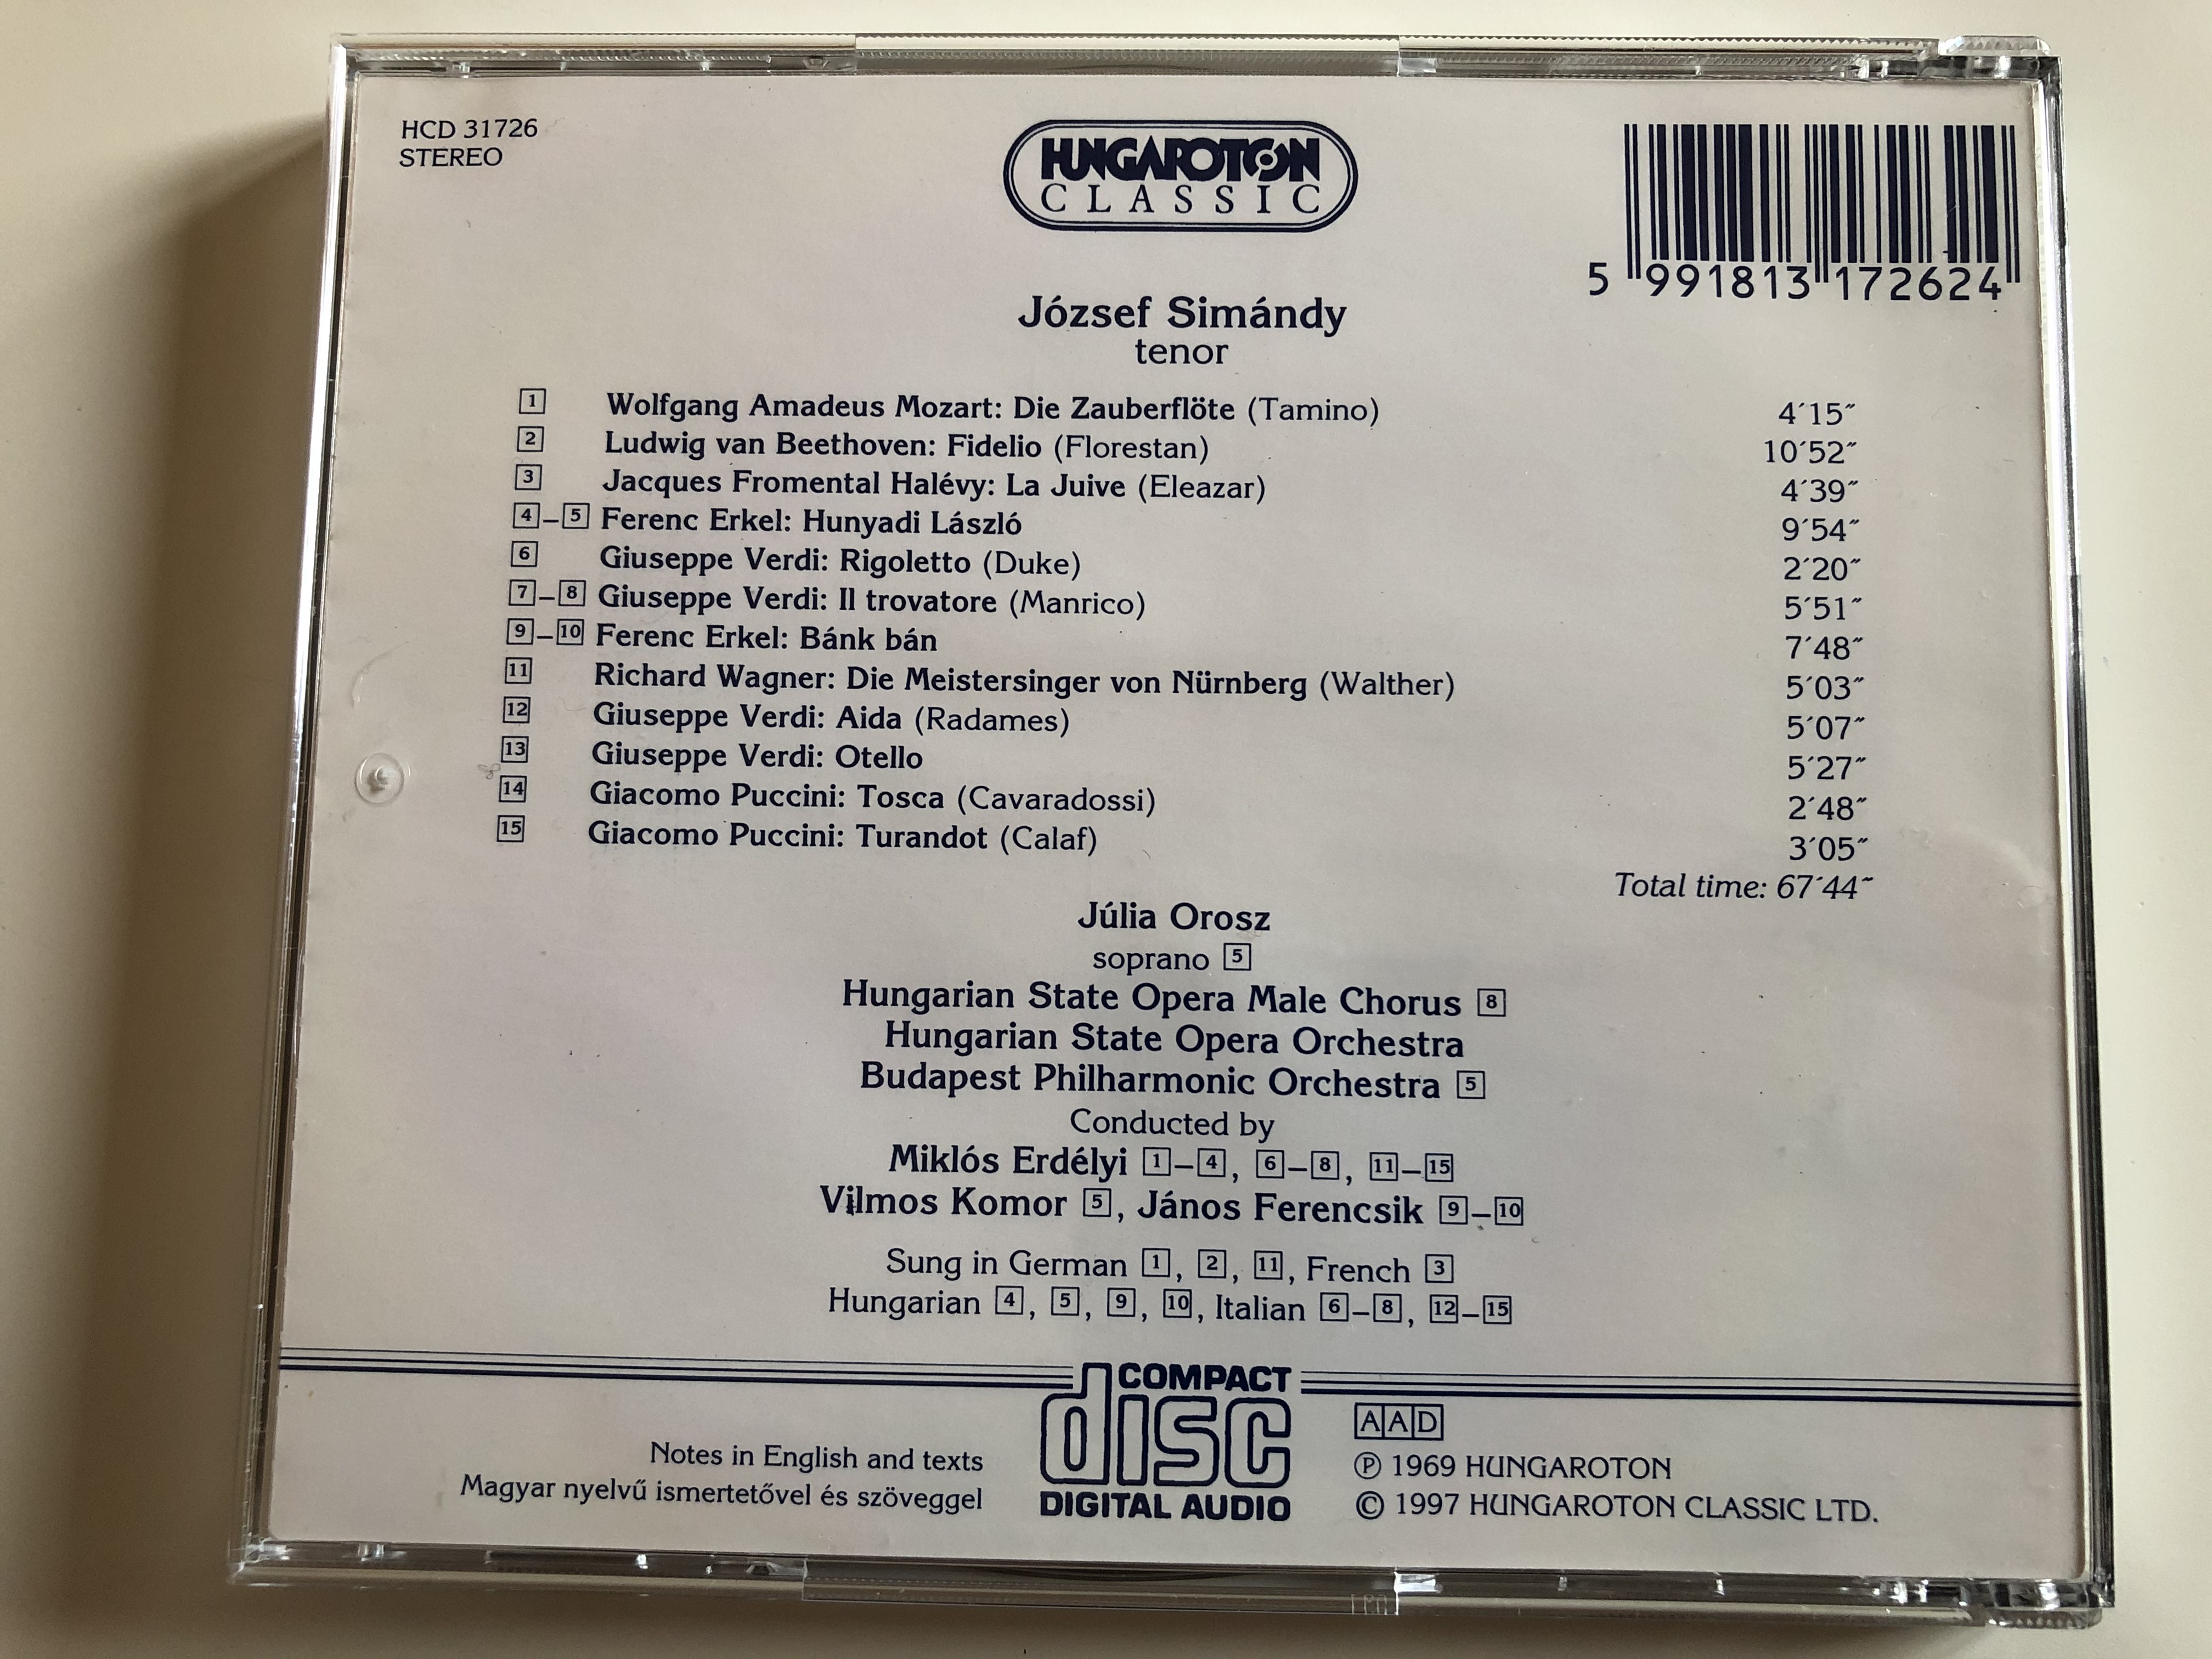 HCD 31726
STEREO
HUNGAROTON
CLASSIC
5 991813 172624
József Simándy
tenor
1 Wolfgang Amadeus Mozart: Die Zauberflöte (Tamino) 4´15˝
2 Ludwig van Beethoven: Fidelio (Florestan) 10´52˝
3 Jacques Fromental Halévy: La Juive (Eleazar) 4´39˝
4–5 Ferenc Erkel: Hunyadi László 9´54˝
6 Giuseppe Verdi: Rigoletto (Duke) 2´20˝
7–8 Giuseppe Verdi: Il trovatore (Manrico) 5´51˝
9–10 Ferenc Erkel: Bánk bán 7´48˝
11 Richard Wagner: Die Meistersinger von Nürnberg (Walther) 5´03˝
12 Giuseppe Verdi: Aida (Radames) 5´07˝
13 Giuseppe Verdi: Otello 5´27˝
14 Giacomo Puccini: Tosca (Cavaradossi) 2´48˝
15 Giacomo Puccini: Turandot (Calaf) 3´05˝
Total time: 67´44˝
Júlia Orosz
soprano 5
Hungarian State Opera Male Chorus 8
Hungarian State Opera Orchestra
Budapest Philharmonic Orchestra 5
Conducted by
Miklós Erdélyi 1–4, 6–8, 11–15
Vilmos Komor 5, János Ferencsik 9–10
Sung in German 1, 2, 11, French 3
Hungarian 4, 5, 9, 10, Italian 6–8, 12–15
Notes in English and texts
Magyar nyelvű ismertetővel és szöveggel
COMPACT
disc
DIGITAL AUDIO
AAD
℗ 1969 HUNGAROTON
© 1997 HUNGAROTON CLASSIC LTD.